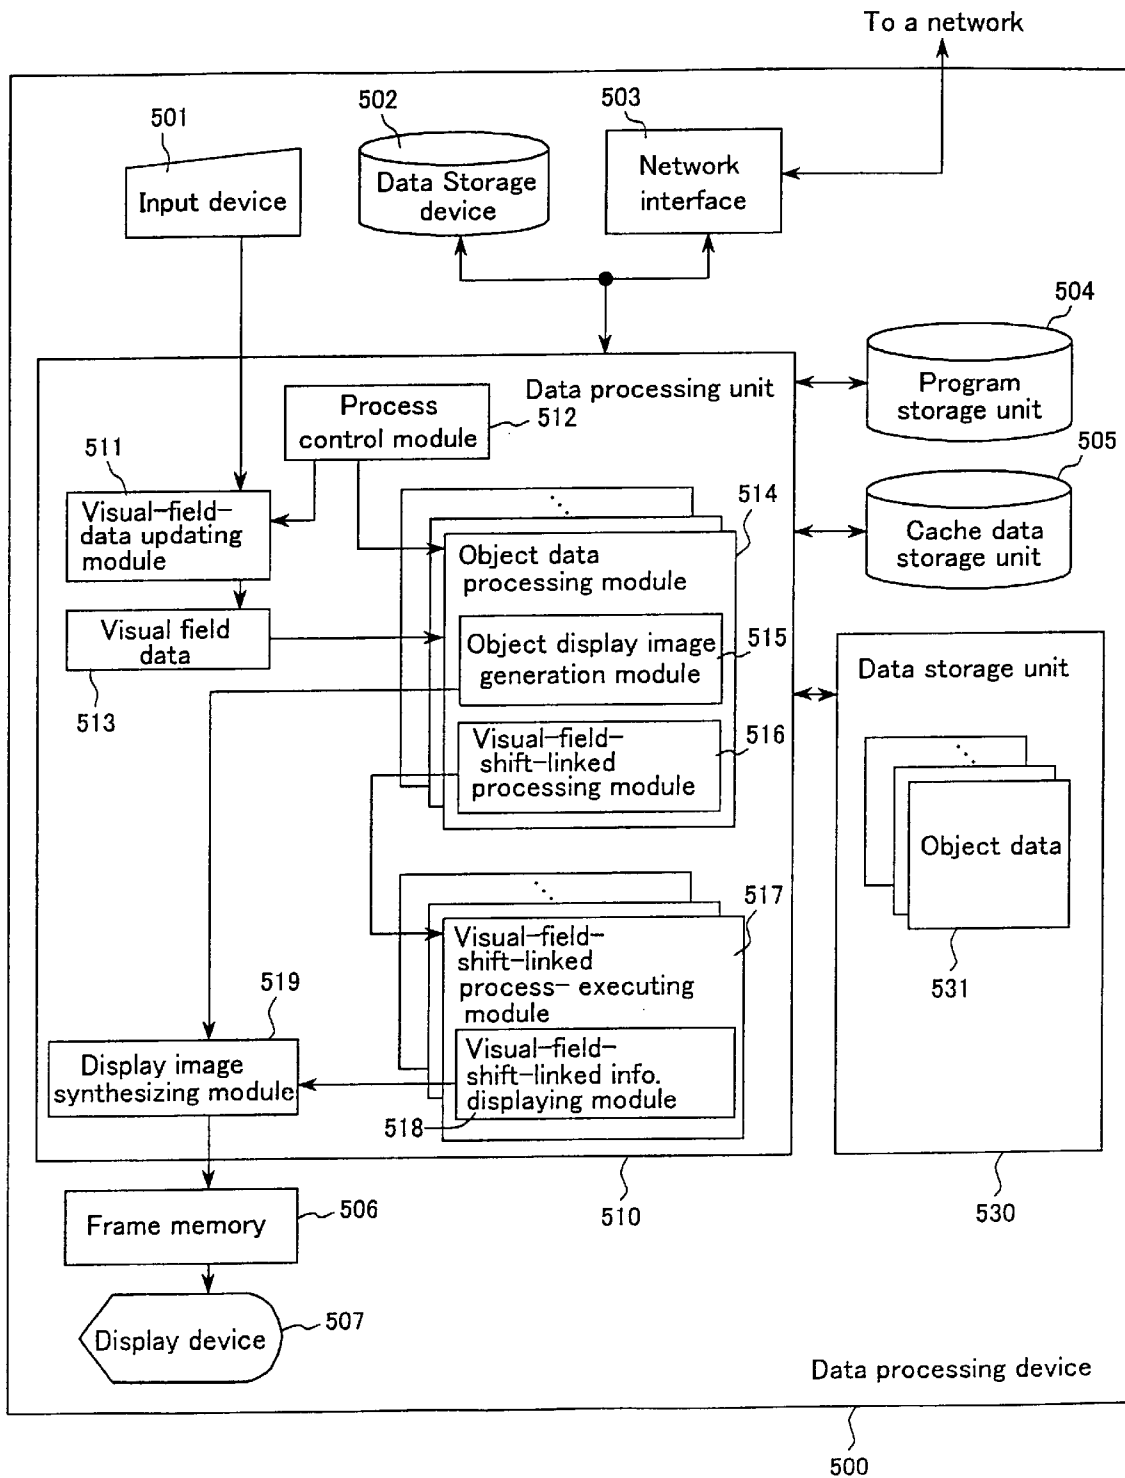 To a network
501
502
503
Input device
Data Storage
device
Network
interface
504
Program
storage unit
505
Cache data
storage unit
Data processing unit
Process
control module
512
511
Visual-field-
data updating
module
Visual field
data
513
514
Object data
processing module
Object display image
generation module
515
Visual-field-
shift-linked
processing module
516
Data storage unit
Object data
531
517
Visual-field-
shift-linked
process- executing
module
Visual-field-
shift-linked info.
displaying module
518
519
Display image
synthesizing module
510
530
Frame memory
506
Display device
507
Data processing device
500